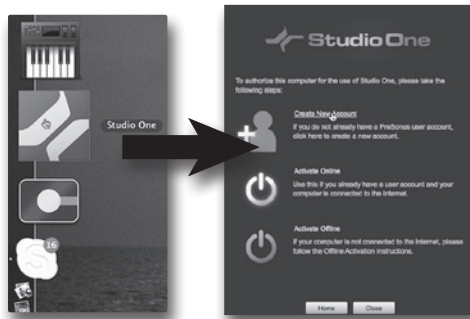 Studio One
16
Studio One
To authorize this computer for the use of Studio One, please take the
following steps:
Create New Account
If you do not already have a PreSonus user account,
click here to create a new account.
Activate Online
Use this if you already have a user account and your
computer is connected to the internet.
Activate Offline
If your computer is not connected to the internet, please
follow the Offline Activation instructions.
Home
Close